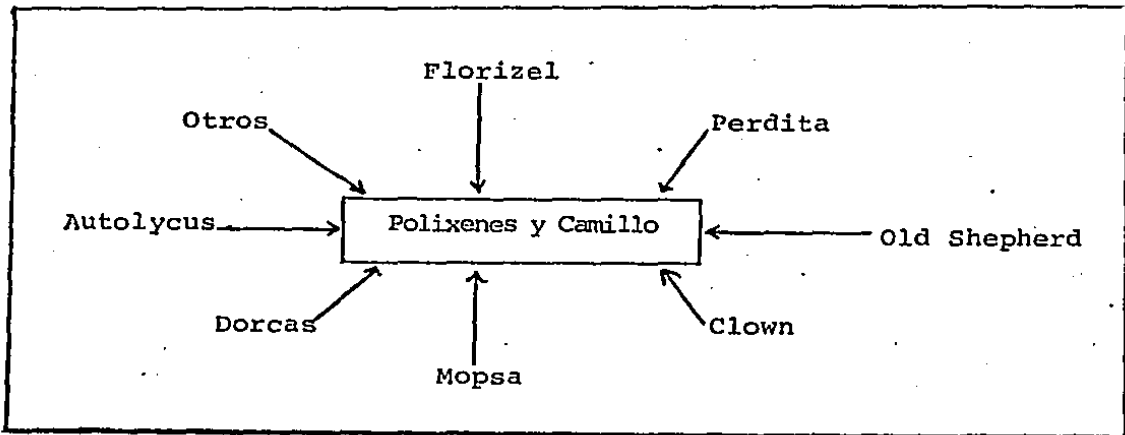 Florizel
Otros
Perdita
Autolycus
Polixenes y Camillo
Old Shepherd
Dorcas
Clown
Mopsa